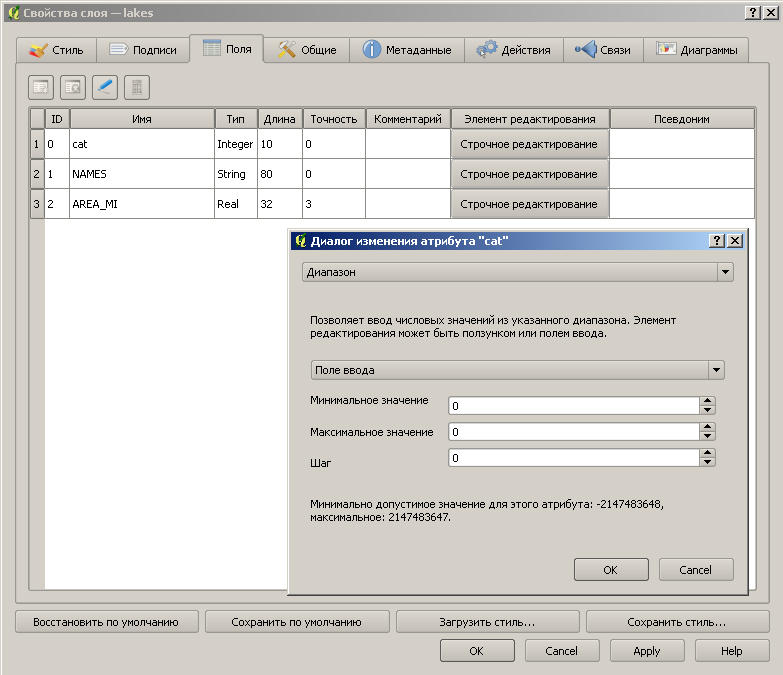 Свойства слоя — lakes
Стиль Подписи Поля Общие Метаданные Действия Связи Диаграммы
ID Имя Тип Длина Точность Комментарий Элемент редактирования Псевдоним
1 0 cat Integer 10 0 Строчное редактирование
2 1 NAMES String 80 0 Строчное редактирование
3 2 AREA_MI Real 32 3 Строчное редактирование
Диалог изменения атрибута "cat"
Диапазон
Позволяет ввод числовых значений из указанного диапазона. Элемент
редактирования может быть ползунком или полем ввода.
Поле ввода
Минимальное значение 0
Максимальное значение 0
Шаг 0
Минимально допустимое значение для этого атрибута: -2147483648,
максимальное: 2147483647.
OK Cancel
Восстановить по умолчанию Сохранить по умолчанию Загрузить стиль... Сохранить стиль...
OK Cancel Apply Help